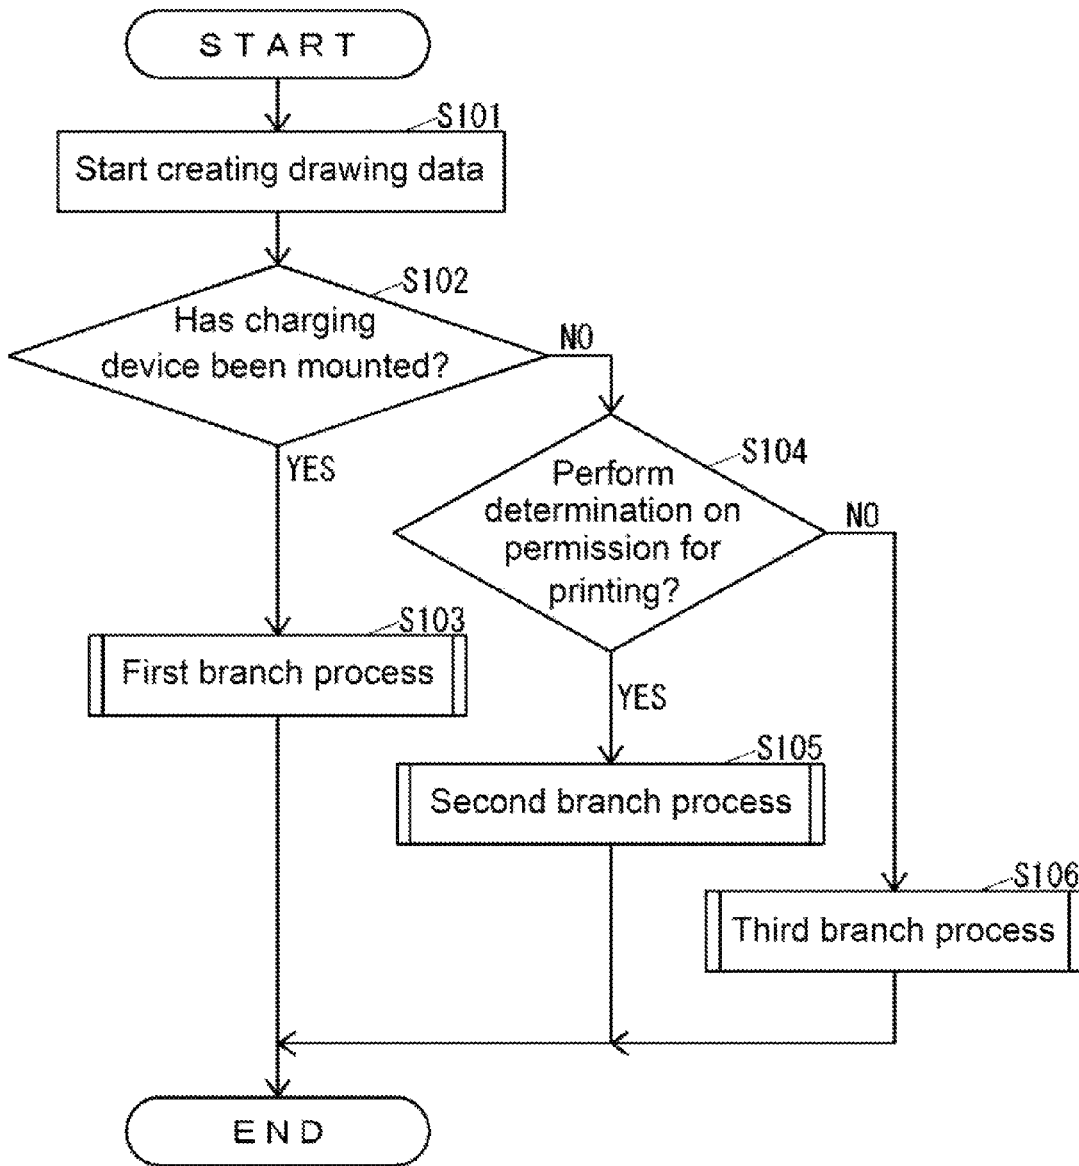 START
S101
Start creating drawing data
S102
Has charging
device been mounted?
NO
YES
S104
Perform
determination on
permission for
printing?
NO
YES
S103
First branch process
S105
Second branch process
S106
Third branch process
END